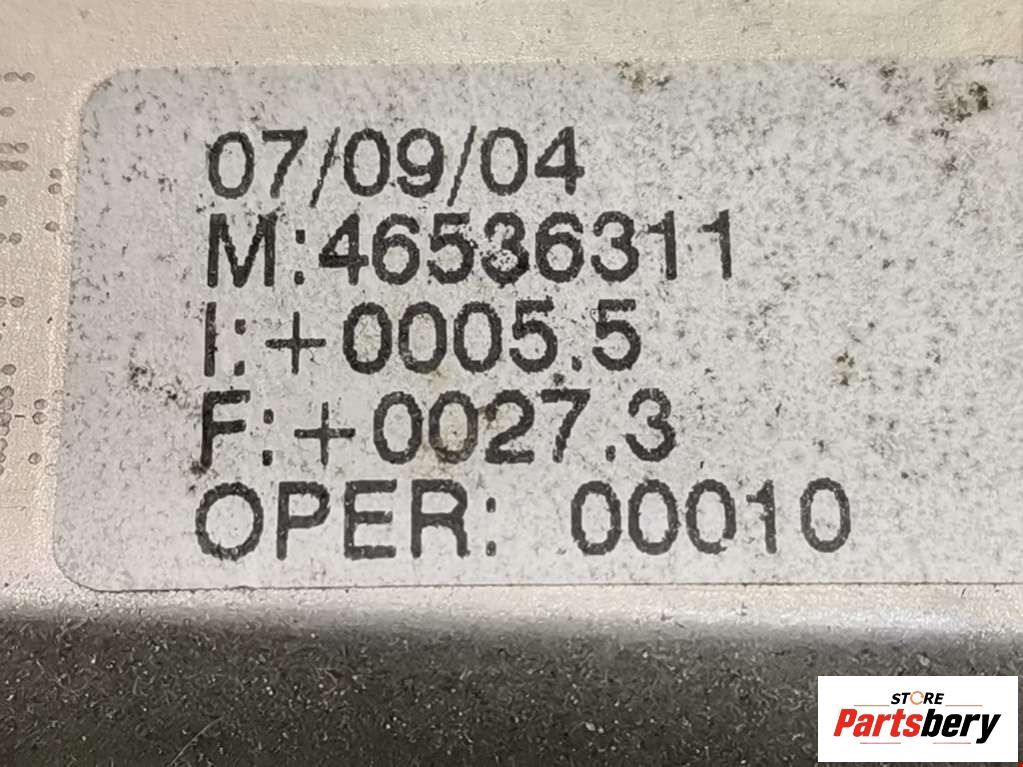 07/09/04
M:46536311
I:+0005.5
F:+0027.3
OPER: 00010
STORE
Partsbery